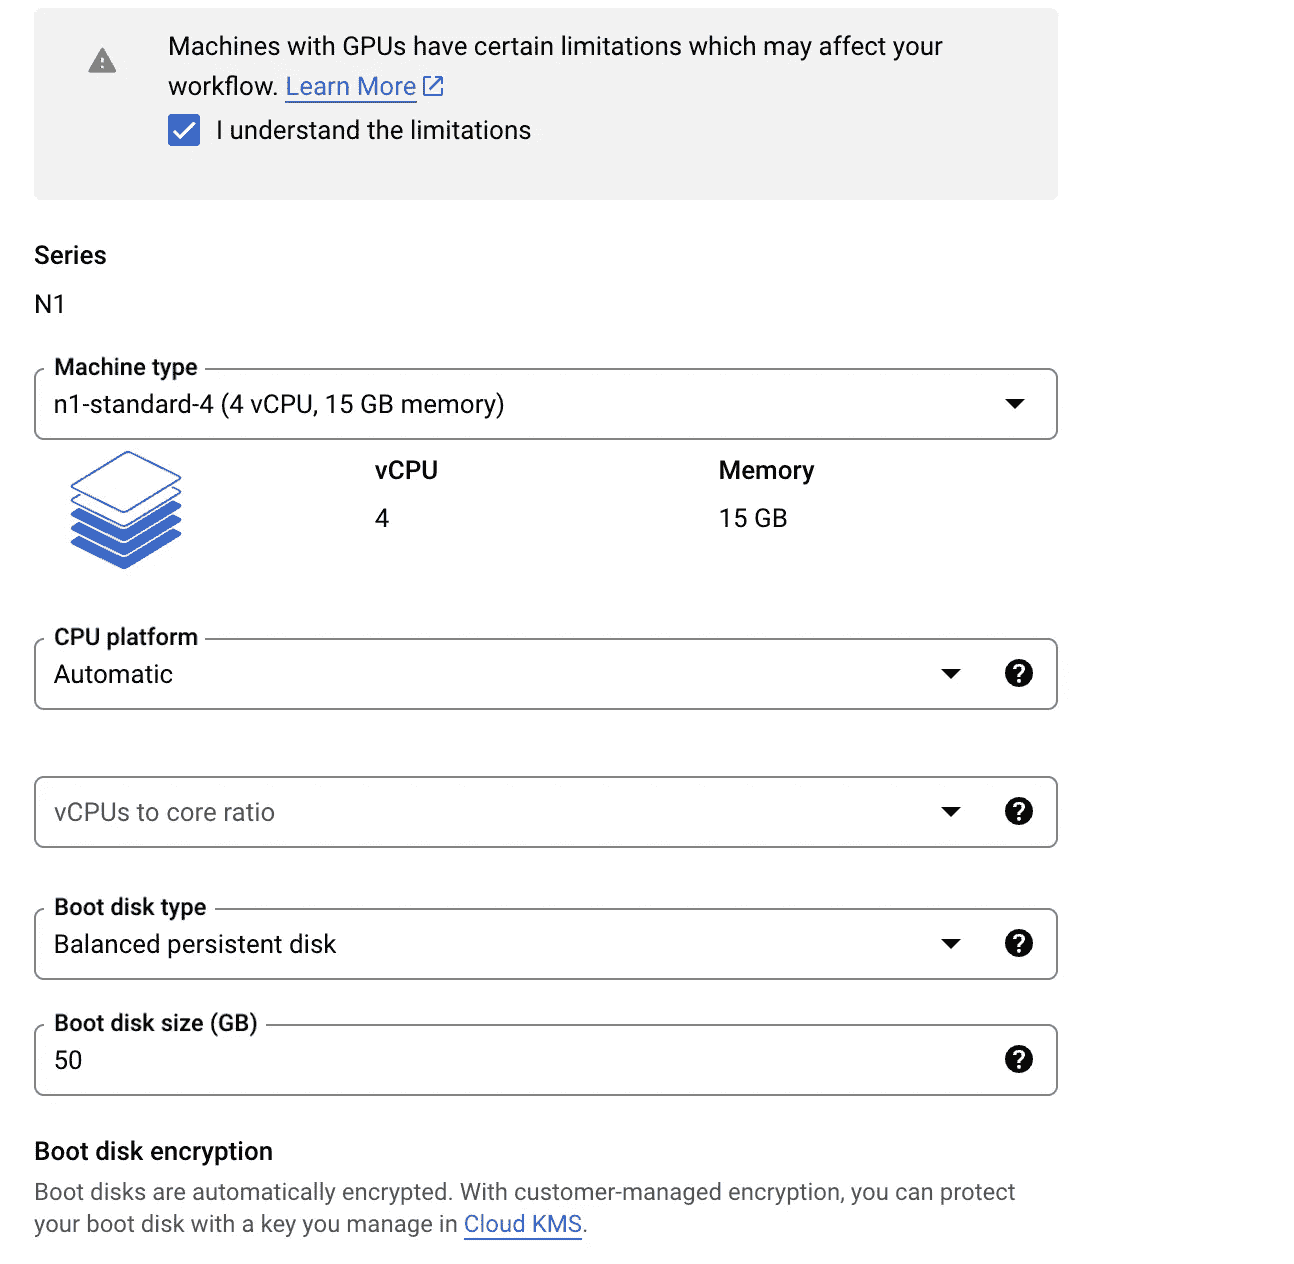 Machines with GPUs have certain limitations which may affect your
workflow. Learn More
I understand the limitations
Series
N1
Machine type
n1-standard-4 (4 vCPU, 15 GB memory)
vCPU
Memory
4
15 GB
CPU platform
Automatic
vCPUs to core ratio
Boot disk type
Balanced persistent disk
Boot disk size (GB)
50
Boot disk encryption
Boot disks are automatically encrypted. With customer-managed encryption, you can protect
your boot disk with a key you manage in Cloud KMS.